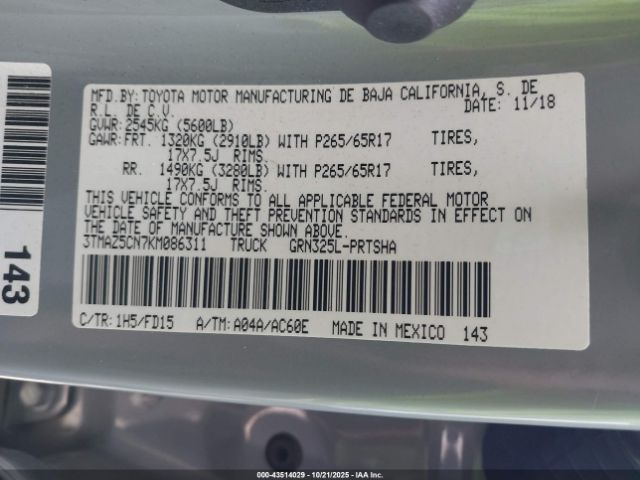 MFD.BY:TOYOTA MOTOR MANUFACTURING DE BAJA CALIFORNIA, S. DE
R.L. DE C.V. DATE: 11/18
GVWR:2545KG (5600LB)
GAWR:FRT. 1320KG (2910LB) WITH P265/65R17 TIRES,
17X7.5J RIMS.
RR. 1490KG (3280LB) WITH P265/65R17 TIRES,
17X7.5J RIMS.
THIS VEHICLE CONFORMS TO ALL APPLICABLE FEDERAL MOTOR
VEHICLE SAFETY AND THEFT PREVENTION STANDARDS IN EFFECT ON
THE DATE OF MANUFACTURE SHOWN ABOVE.
3TMAZ5CN7KM086311 TRUCK GRN325L-PRTSHA
C/TR:1H5/FD15 A/TM:A04A/AC60E MADE IN MEXICO 143
143
000-43514029 - 10/21/2025 - IAAI.com